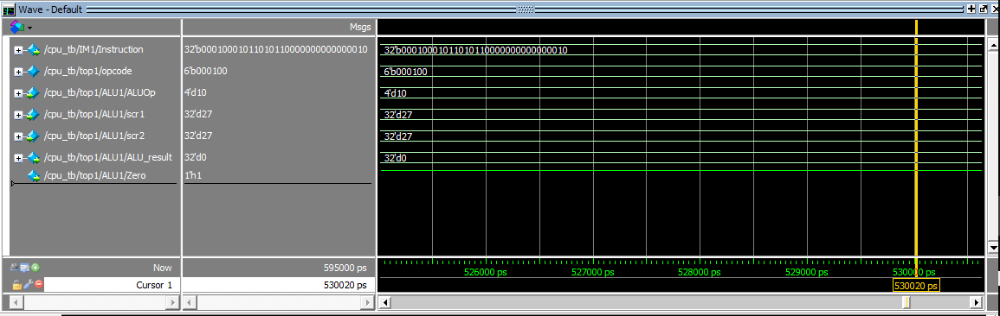 Wave - Default
Msgs
/cpu_tb/IM1/Instruction 32'b00010001011010110000000000000010 32'b00010001011010110000000000000010
/cpu_tb/top1/opcode 6'b000100 6'b000100
/cpu_tb/top1/ALU1/ALUOp 4'd10 4'd10
/cpu_tb/top1/ALU1/scr1 32'd27 32'd27
/cpu_tb/top1/ALU1/scr2 32'd27 32'd27
/cpu_tb/top1/ALU1/ALU_result 32'd0 32'd0
/cpu_tb/top1/ALU1/Zero 1'h1
Now 595000 ps 526000 ps 527000 ps 528000 ps 529000 ps 530000 ps
Cursor 1 530020 ps 530020 ps